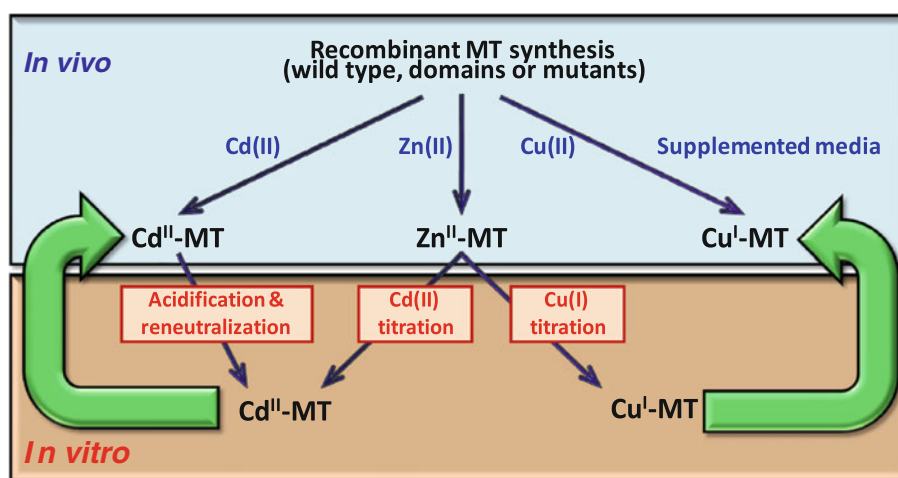 In vivo
Recombinant MT synthesis
(wild type, domains or mutants)
Cd(II)
Zn(II)
Cu(II)
Supplemented media
Cdᴵᴵ-MT
Znᴵᴵ-MT
Cuᴵ-MT
Acidification &
reneutralization
Cd(II)
titration
Cu(I)
titration
Cdᴵᴵ-MT
Cuᴵ-MT
In vitro